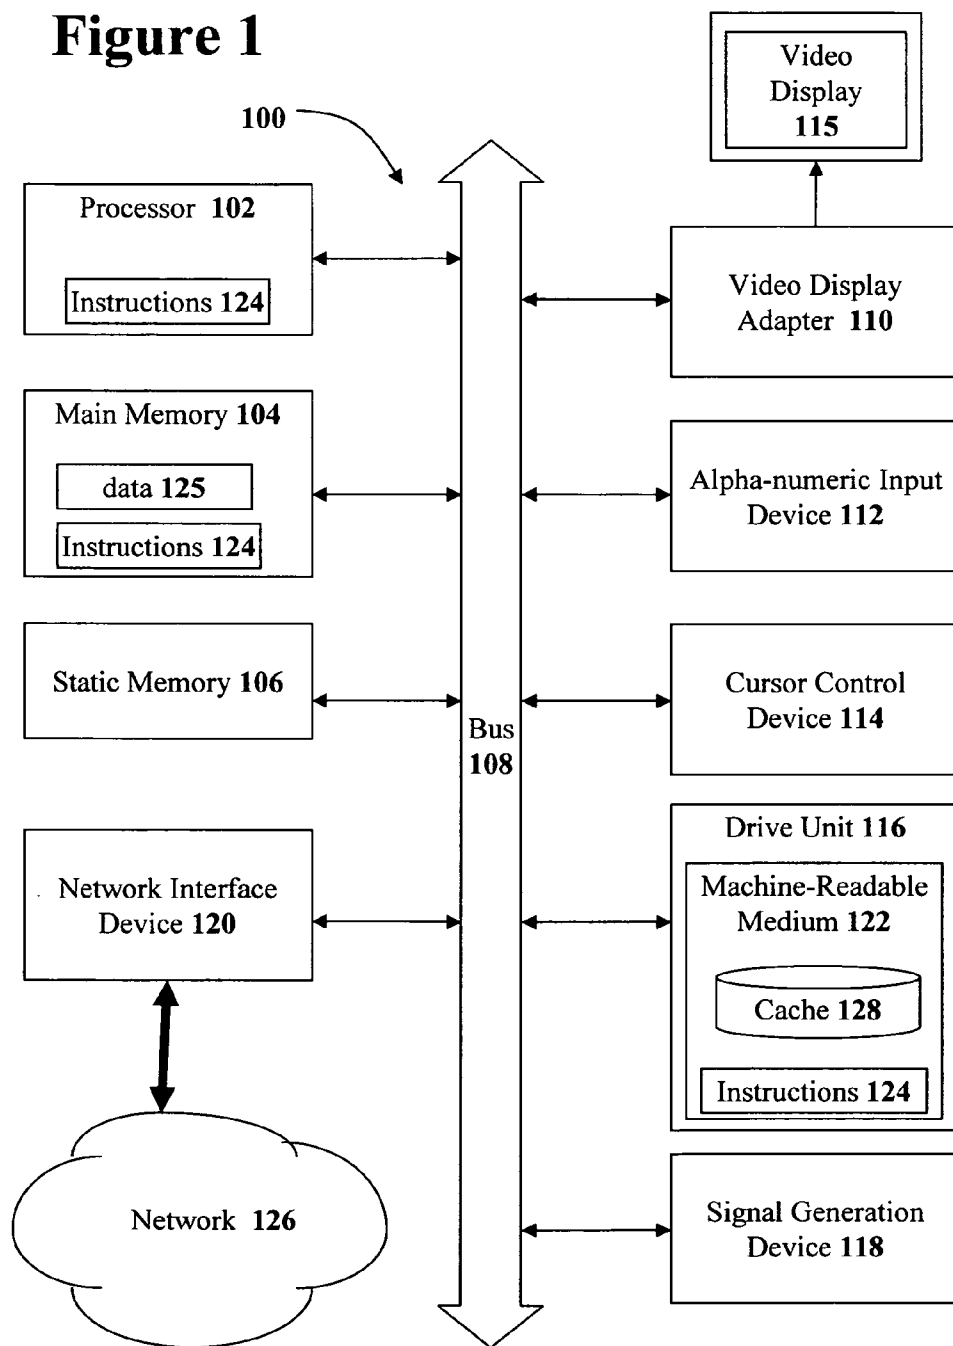 Figure 1
100
Video
Display
115
Processor 102
Instructions 124
Video Display
Adapter 110
Main Memory 104
data 125
Instructions 124
Alpha-numeric Input
Device 112
Static Memory 106
Cursor Control
Device 114
Bus
108
Network Interface
Device 120
Drive Unit 116
Machine-Readable
Medium 122
Cache 128
Instructions 124
Network 126
Signal Generation
Device 118